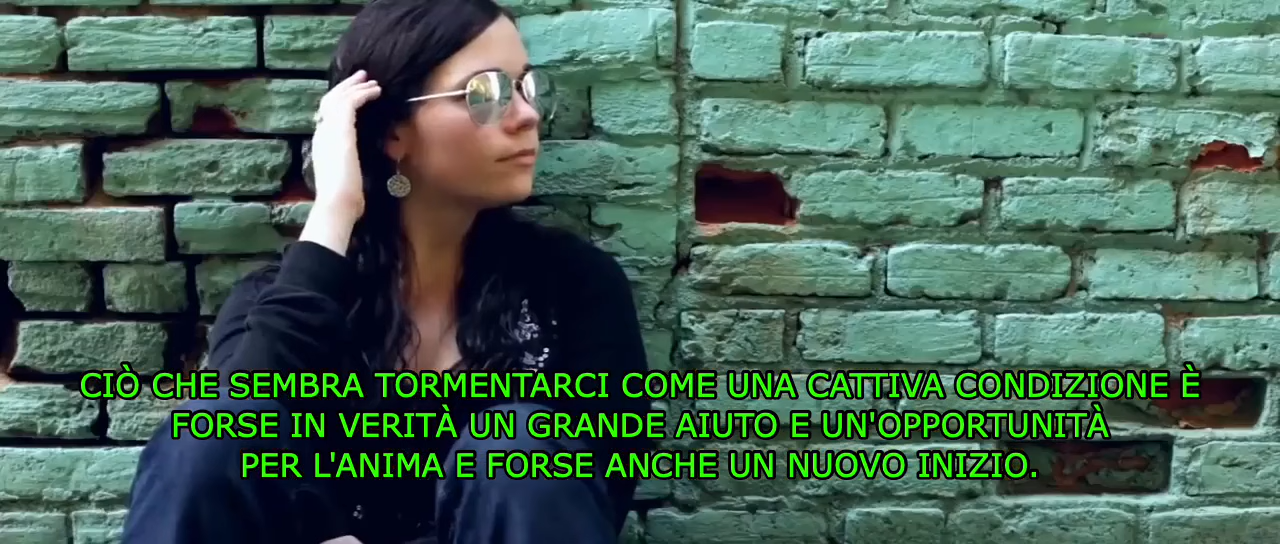 CIÒ CHE SEMBRA TORMENTARCI COME UNA CATTIVA CONDIZIONE È
FORSE IN VERITÀ UN GRANDE AIUTO E UN'OPPORTUNITÀ
PER L'ANIMA E FORSE ANCHE UN NUOVO INIZIO.